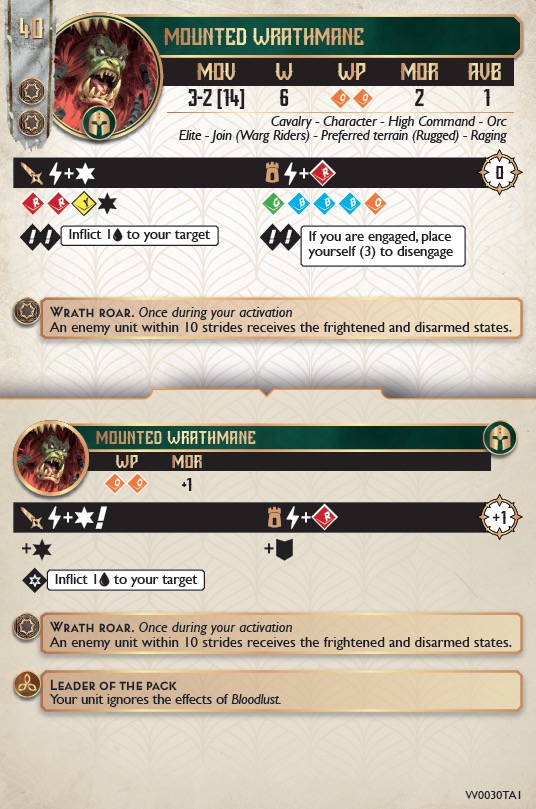 40
MOUNTED WRATHMANE
MOV W WP MOR AVB
3-2 [14] 6 O O 2 1
Cavalry - Character - High Command - Orc
Elite - Join (Warg Riders) - Preferred terrain (Rugged) - Raging
+ + R 0
R R Y G B B B O
!! Inflict 1 to your target !! If you are engaged, place
yourself (3) to disengage
WRATH ROAR. Once during your activation
An enemy unit within 10 strides receives the frightened and disarmed states.
MOUNTED WRATHMANE
WP MOR
O O +1
+ ! + R +1
+ +
Inflict 1 to your target
WRATH ROAR. Once during your activation
An enemy unit within 10 strides receives the frightened and disarmed states.
LEADER OF THE PACK
Your unit ignores the effects of Bloodlust.
VV0030TA1